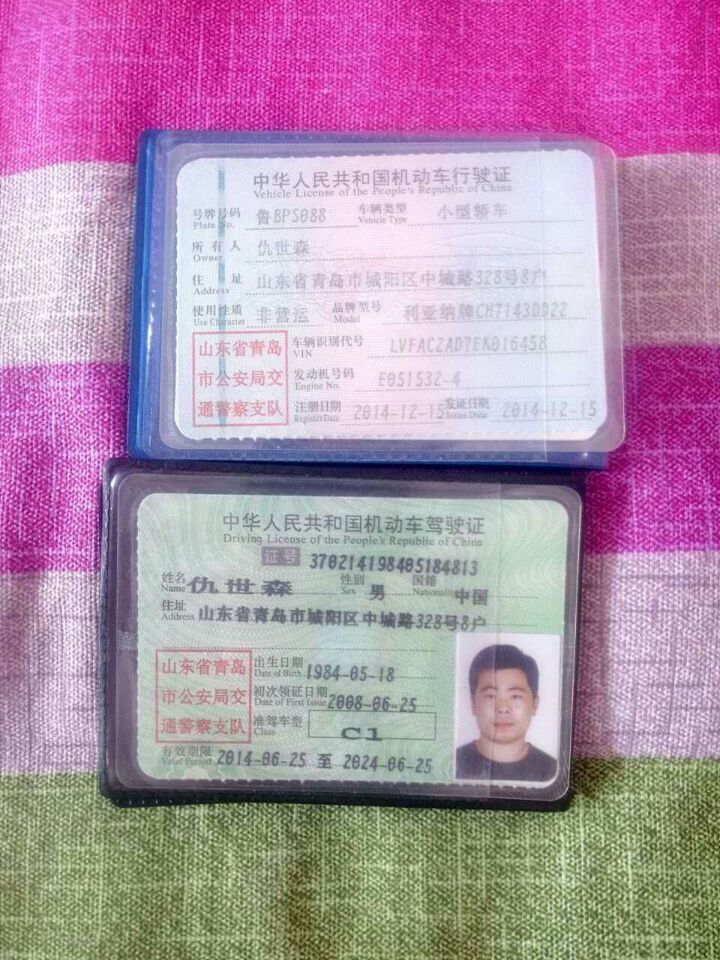 中华人民共和国机动车行驶证
Vehicle License of the People's Republic of China
号牌号码 鲁BPS088 车辆类型 小型轿车
Plate No. Vehicle Type
所有人 仇世森
Owner
住址 山东省青岛市城阳区中城路328号8户
Address
使用性质 非营运 品牌型号 利亚纳牌CH7143DD22
Use Character Model
山东省青岛
市公安局交
通警察支队
车辆识别代号 LVFAC2AD7EK016458
VIN
发动机号码 E051532-4
Engine No.
注册日期 2014-12-15 发证日期 2014-12-15
Register Date Issue Date
中华人民共和国机动车驾驶证
Driving License of the People's Republic of China
证号 370214198405184813
姓名 仇世森 性别 男 国籍 中国
Name Sex Nationality
住址 山东省青岛市城阳区中城路328号8户
Address
山东省青岛
市公安局交
通警察支队
出生日期 1984-05-18
Date of Birth
初次领证日期 2008-06-25
Date of First Issue
准驾车型 C1
Class
有效期限 2014-06-25 至 2024-06-25
Valid Period